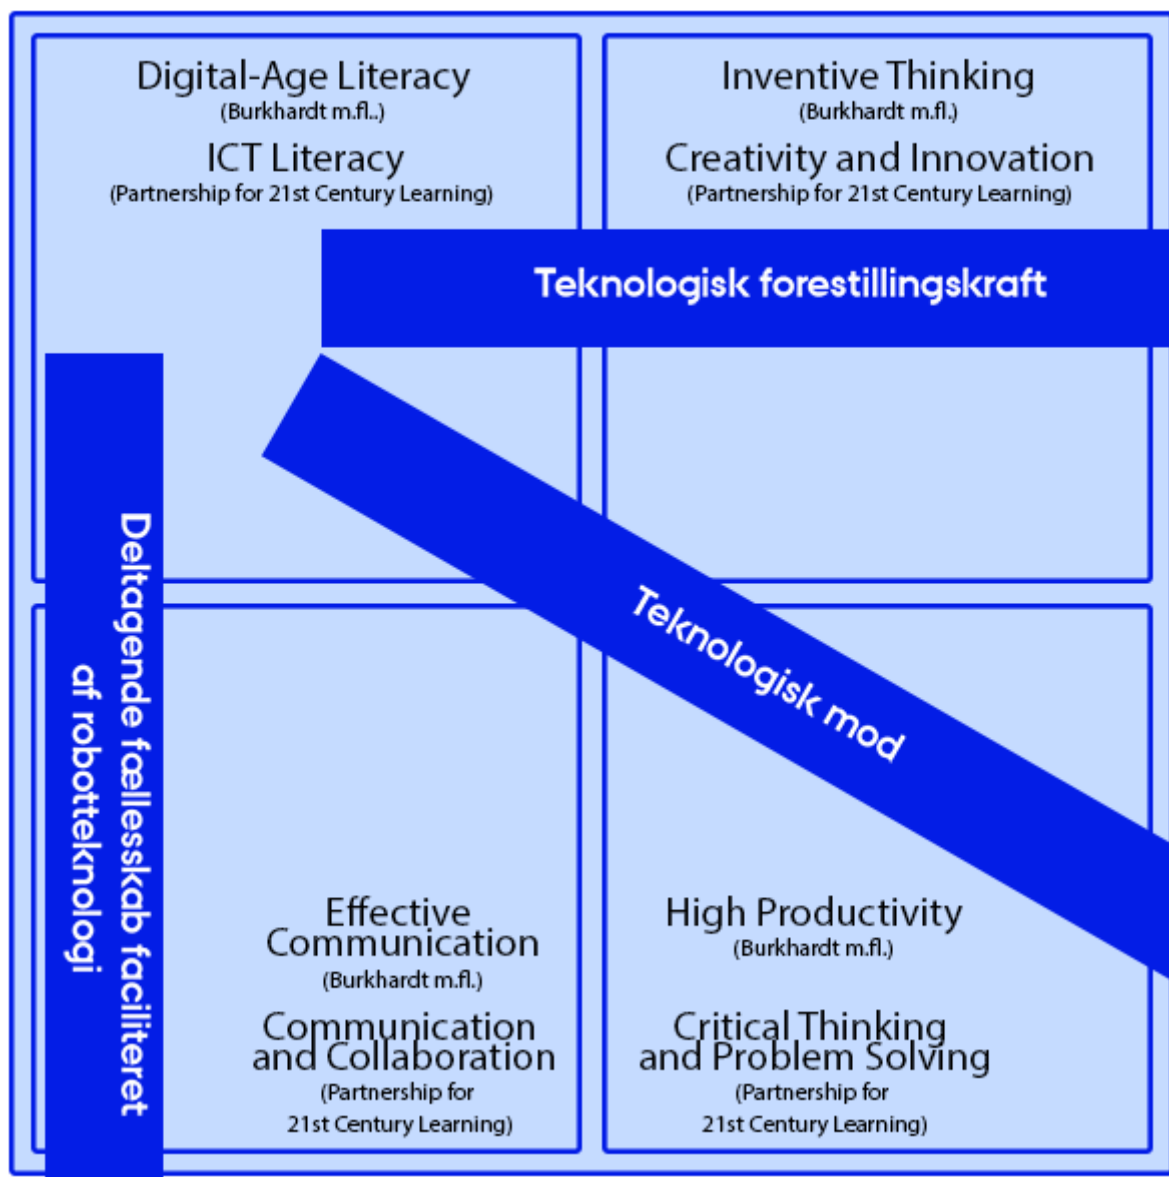 Digital-Age Literacy
(Burkhardt m.fl..)
ICT Literacy
(Partnership for 21st Century Learning)
Inventive Thinking
(Burkhardt m.fl.)
Creativity and Innovation
(Partnership for 21st Century Learning)
Teknologisk forestillingskraft
Teknologisk mod
Deltagende fællesskab faciliteret
af robotteknologi
Effective
Communication
(Burkhardt m.fl.)
Communication
and Collaboration
(Partnership for
21st Century Learning)
High Productivity
(Burkhardt m.fl.)
Critical Thinking
and Problem Solving
(Partnership for
21st Century Learning)